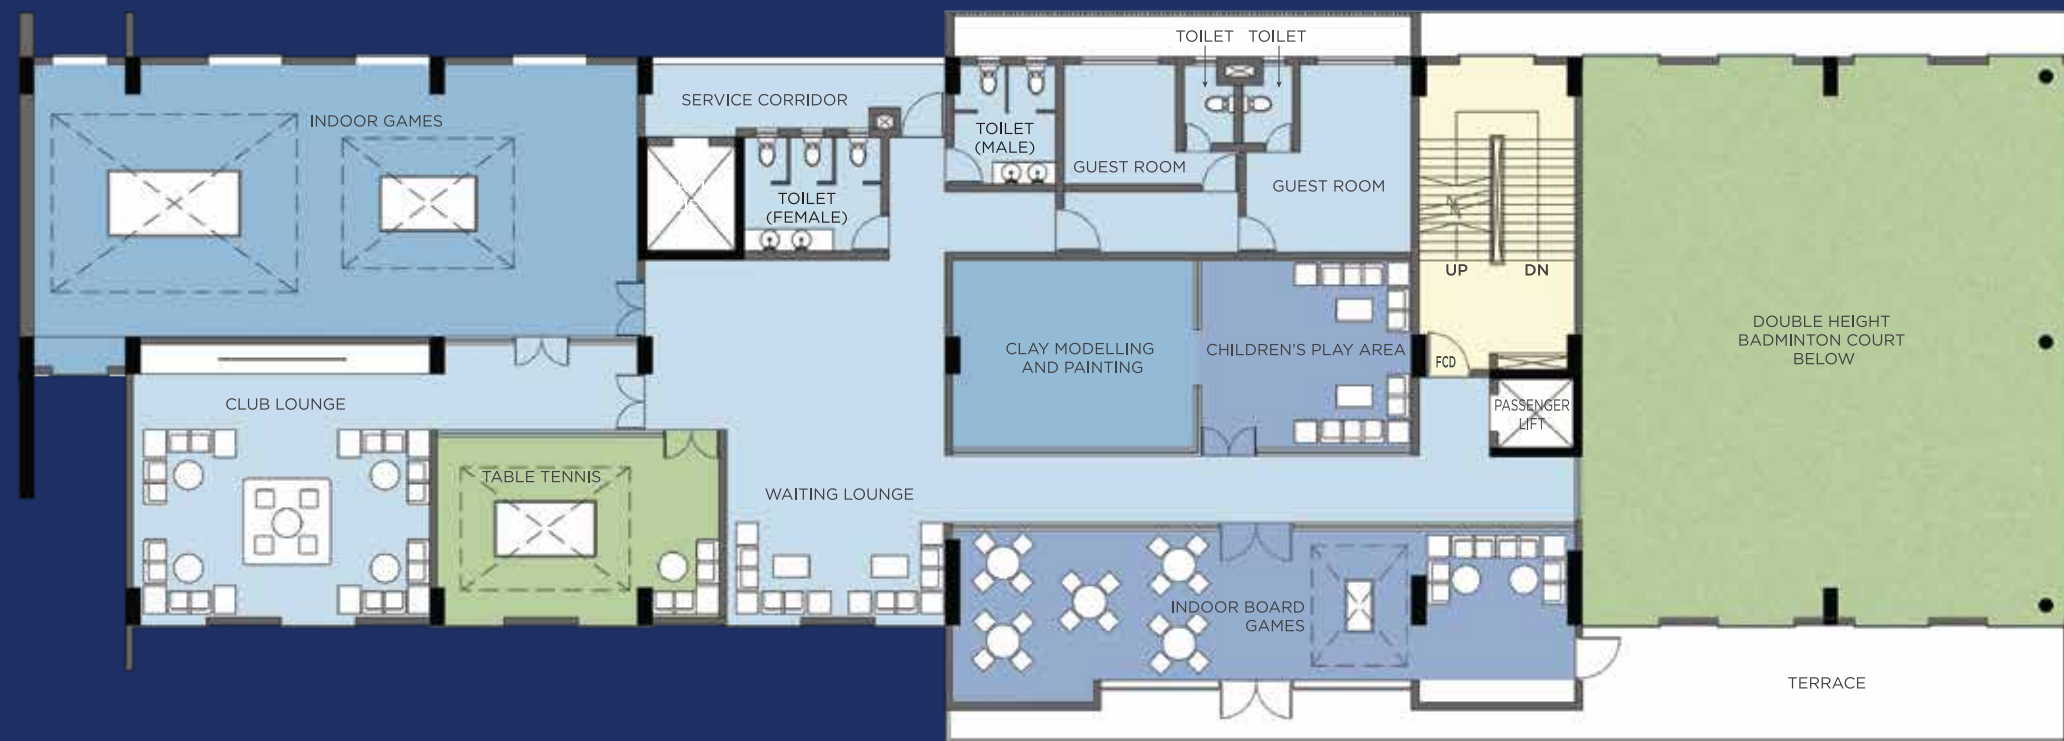 TOILET TOILET
SERVICE CORRIDOR
INDOOR GAMES
TOILET
(MALE)
GUEST ROOM
GUEST ROOM
TOILET
(FEMALE)
UP
DN
DOUBLE HEIGHT
BADMINTON COURT
BELOW
CLAY MODELLING
AND PAINTING
CHILDREN'S PLAY AREA
FCD
CLUB LOUNGE
PASSENGER
LIFT
TABLE TENNIS
WAITING LOUNGE
INDOOR BOARD
GAMES
TERRACE